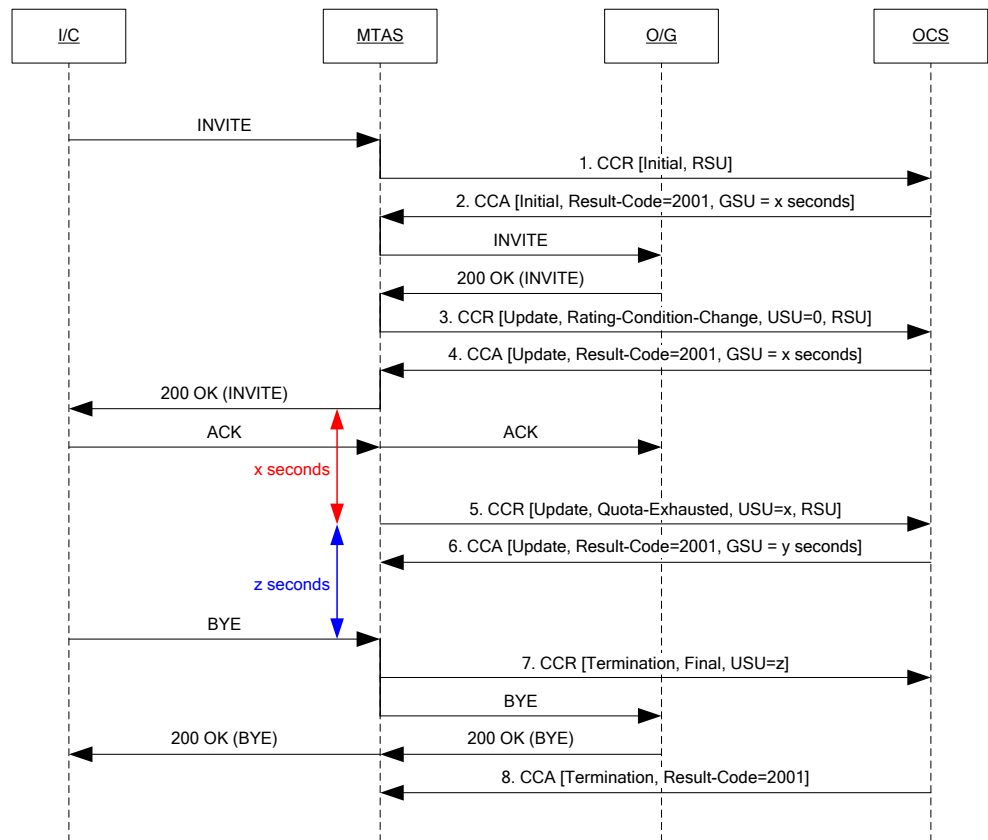 I/C
MTAS
O/G
OCS
INVITE
1. CCR [Initial, RSU]
2. CCA [Initial, Result-Code=2001, GSU = x seconds]
INVITE
200 OK (INVITE)
3. CCR [Update, Rating-Condition-Change, USU=0, RSU]
4. CCA [Update, Result-Code=2001, GSU = x seconds]
200 OK (INVITE)
ACK
ACK
x seconds
5. CCR [Update, Quota-Exhausted, USU=x, RSU]
6. CCA [Update, Result-Code=2001, GSU = y seconds]
z seconds
BYE
7. CCR [Termination, Final, USU=z]
BYE
200 OK (BYE)
200 OK (BYE)
8. CCA [Termination, Result-Code=2001]